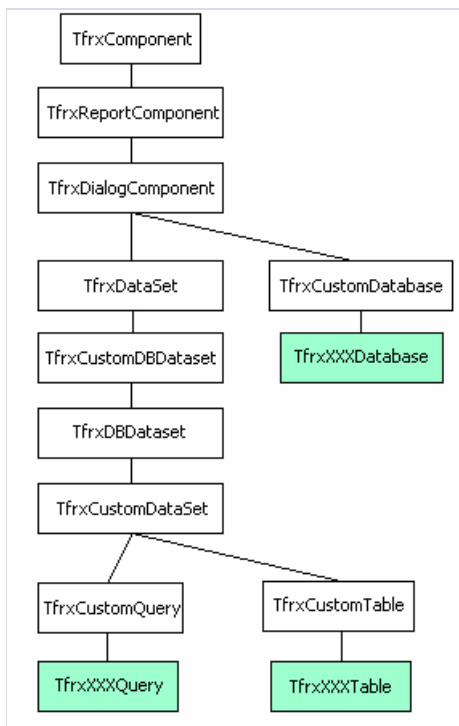 TfrxComponent
TfrxReportComponent
TfrxDialogComponent
TfrxDataSet
TfrxCustomDatabase
TfrxCustomDBDataset
TfrxXXXDatabase
TfrxDBDataset
TfrxCustomDataSet
TfrxCustomQuery
TfrxCustomTable
TfrxXXXQuery
TfrxXXXTable